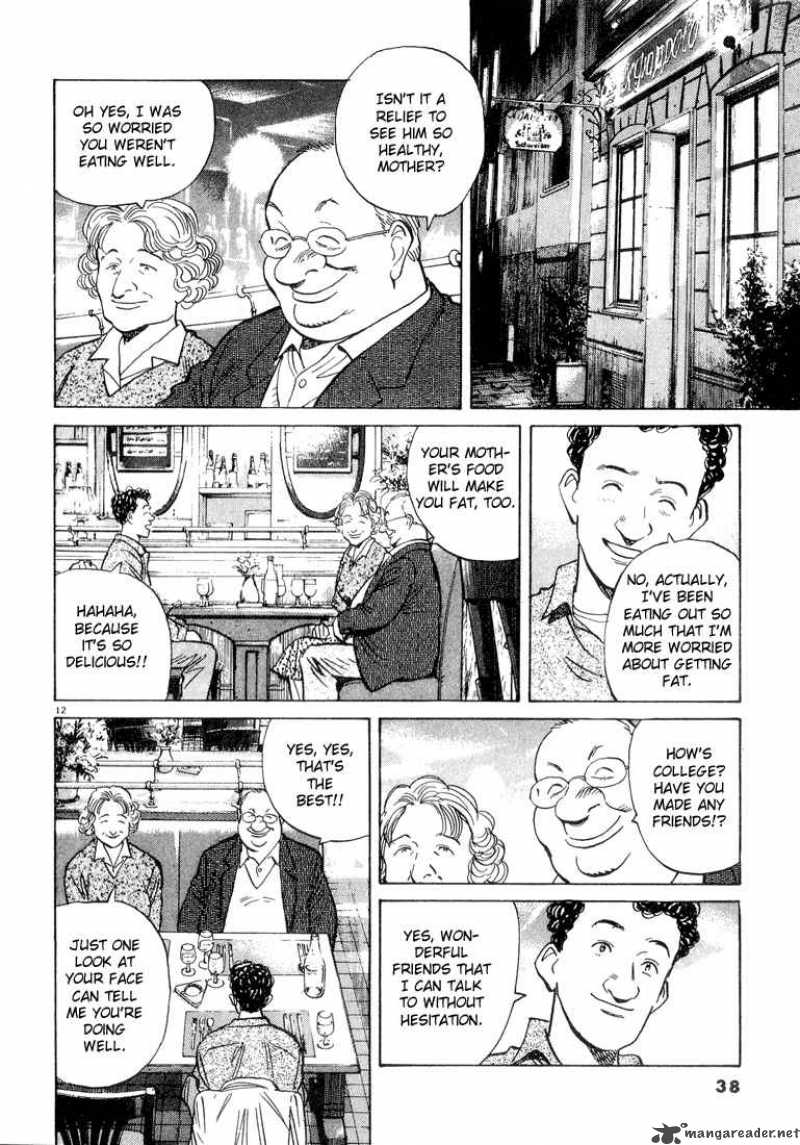 ISN'T IT A
RELIEF TO
SEE HIM SO
HEALTHY,
MOTHER?
OH YES, I WAS
SO WORRIED
YOU WEREN'T
EATING WELL.
NO, ACTUALLY,
I'VE BEEN
EATING OUT SO
MUCH THAT I'M
MORE WORRIED
ABOUT GETTING
FAT.
YOUR MOTH-
ER'S FOOD
WILL MAKE
YOU FAT, TOO.
HAHAHA,
BECAUSE
IT'S SO
DELICIOUS!!
12
HOW'S
COLLEGE?
HAVE YOU
MADE ANY
FRIENDS!?
YES, WON-
DERFUL
FRIENDS THAT
I CAN TALK
TO WITHOUT
HESITATION.
YES, YES,
THAT'S
THE
BEST!!
JUST ONE
LOOK AT
YOUR FACE
CAN TELL
ME YOU'RE
DOING
WELL.
38
mangareader.net